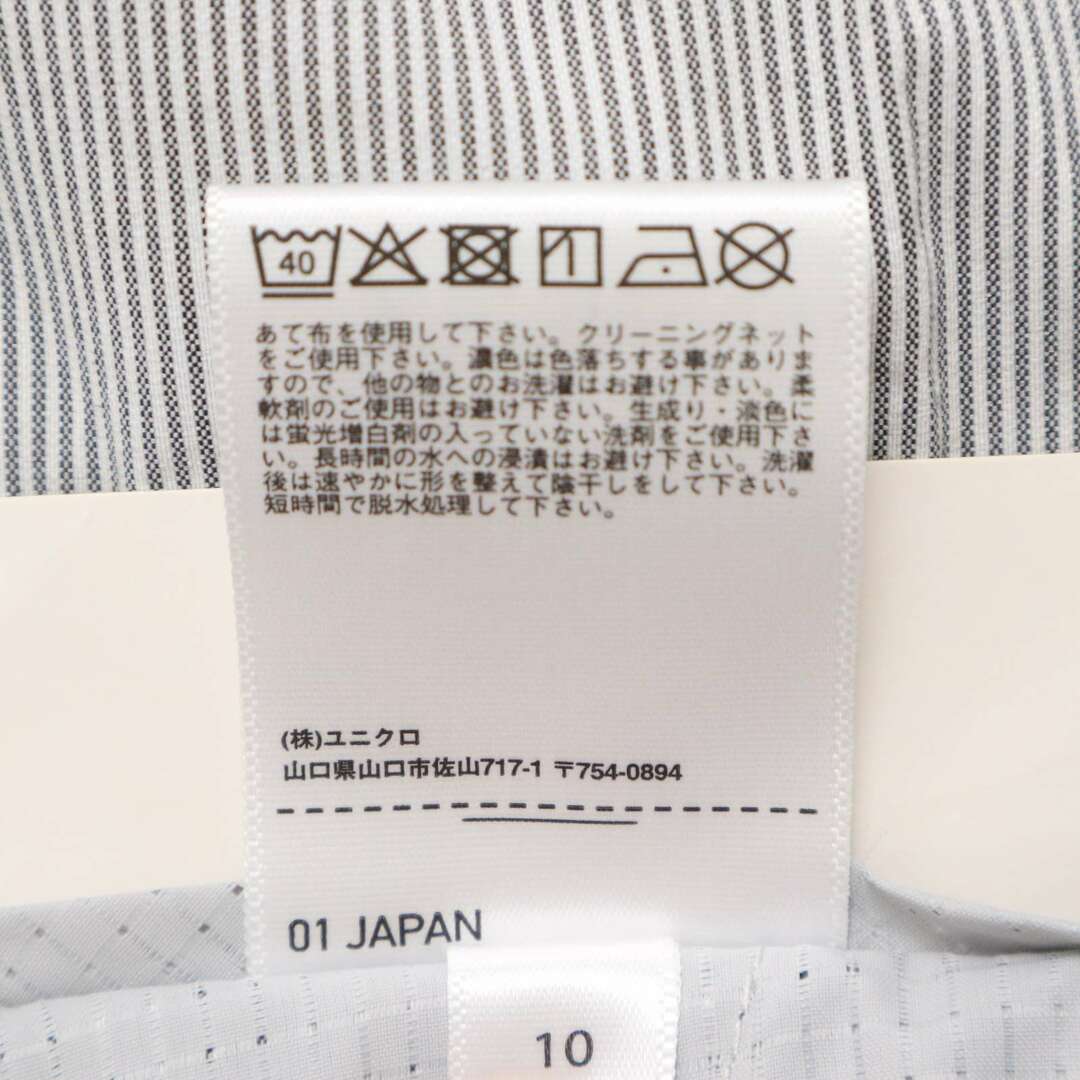 40
あて布を使用して下さい。クリーニングネット
をご使用下さい。濃色は色落ちする事がありま
すので、他の物とのお洗濯はお避け下さい。柔
軟剤のご使用はお避け下さい。生成り・淡色に
は蛍光増白剤の入っていない洗剤をご使用下さ
い。長時間の水への浸漬はお避け下さい。洗濯
後は速やかに形を整えて陰干しをして下さい。
短時間で脱水処理して下さい。
(株)ユニクロ
山口県山口市佐山717-1 〒754-0894
01 JAPAN
10